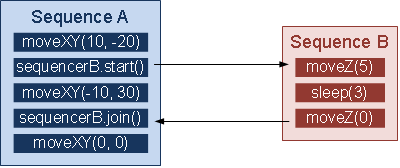 Sequence A
moveXY(10, -20)
sequencerB.start()
moveXY(-10, 30)
sequencerB.join()
moveXY(0, 0)
Sequence B
moveZ(5)
sleep(3)
moveZ(0)